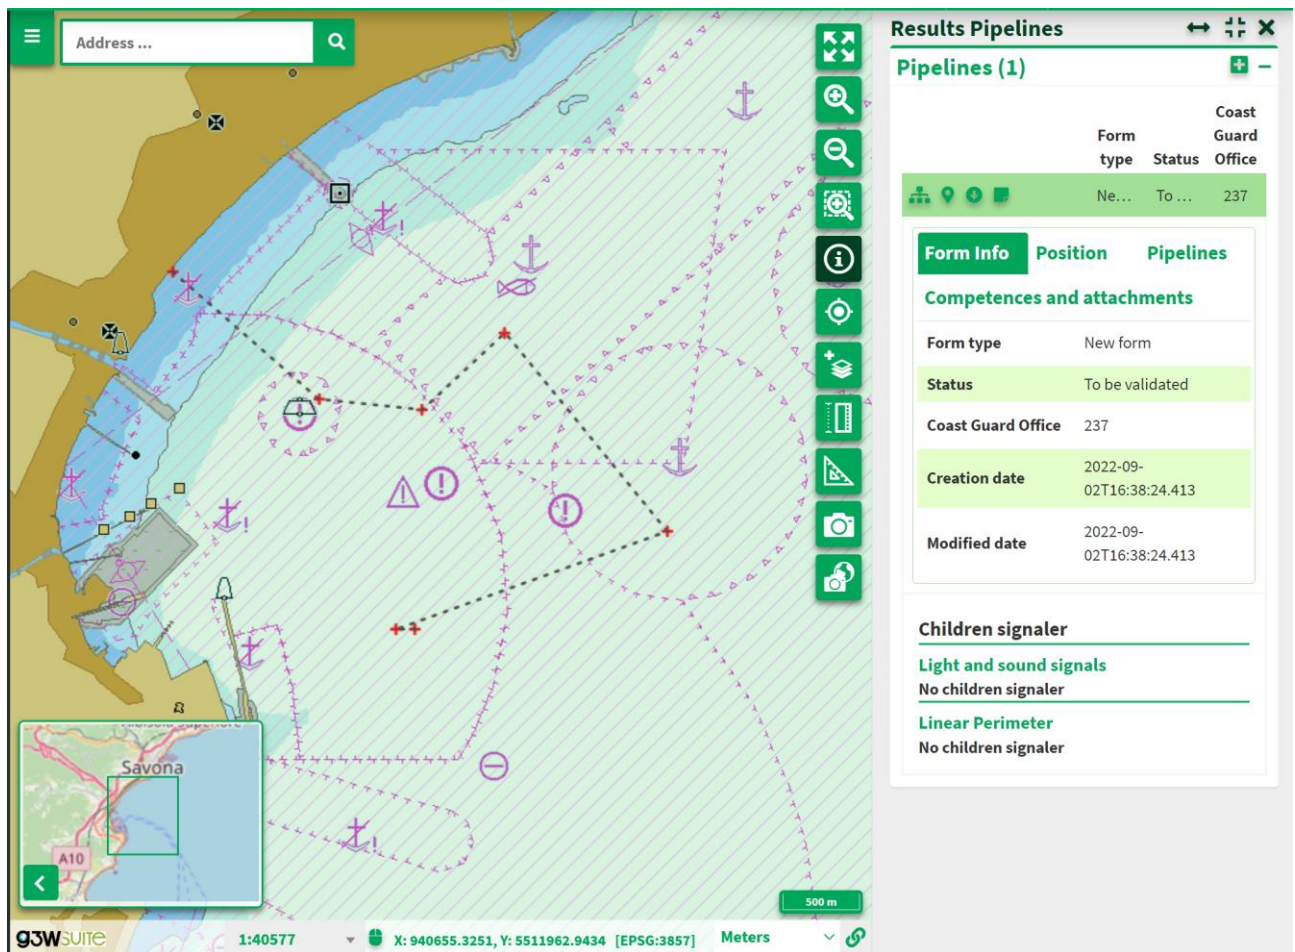 Address ...
Albisola Superiore
Savona
A10
500 m
g3wsuite
1:40577
X: 940655.3251, Y: 5511962.9434 [EPSG:3857]
Meters
Results Pipelines
Pipelines (1)
Form type
Status
Coast Guard Office
Ne...
To ...
237
Form Info
Position
Pipelines
Competences and attachments
Form type New form
Status To be validated
Coast Guard Office 237
Creation date 2022-09-
02T16:38:24.413
Modified date 2022-09-
02T16:38:24.413
Children signaler
Light and sound signals
No children signaler
Linear Perimeter
No children signaler